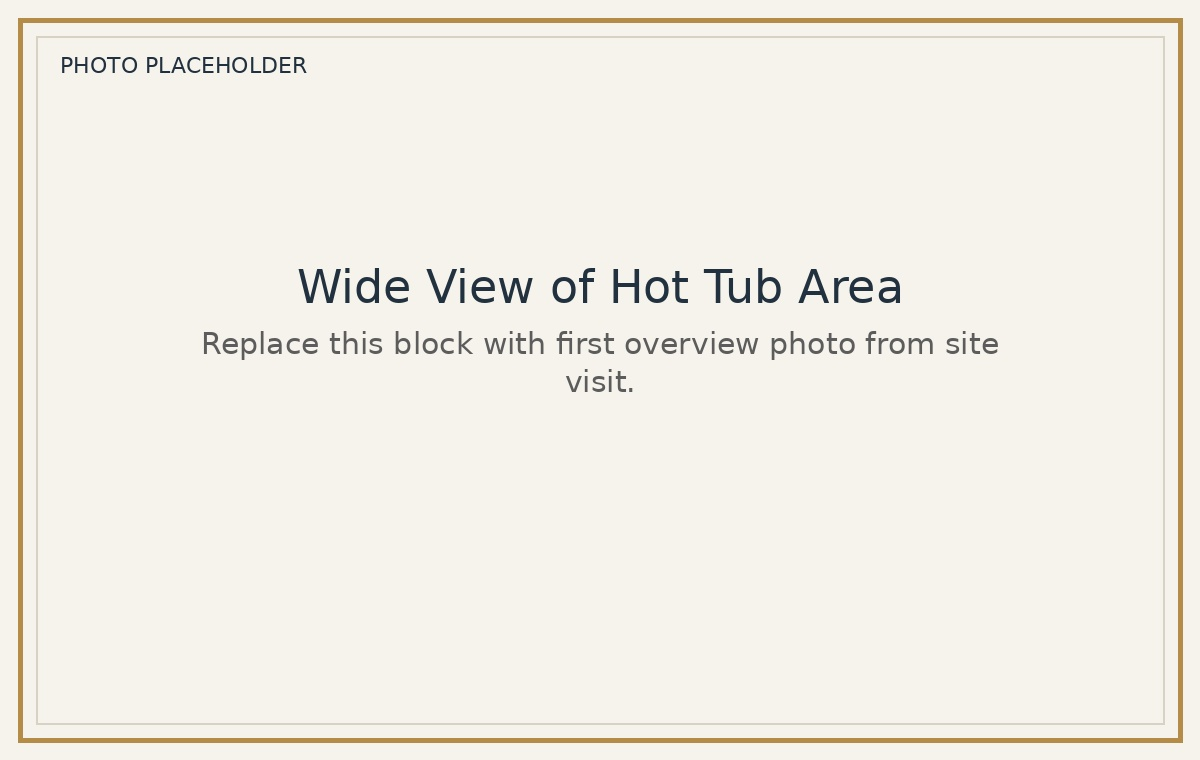 PHOTO PLACEHOLDER
Wide View of Hot Tub Area
Replace this block with first overview photo from site
visit.